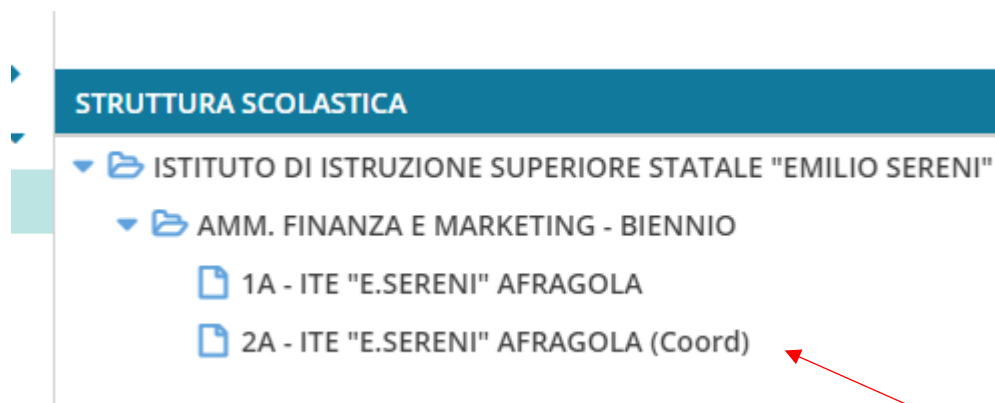 STRUTTURA SCOLASTICA
ISTITUTO DI ISTRUZIONE SUPERIORE STATALE "EMILIO SERENI"
AMM. FINANZA E MARKETING - BIENNIO
1A - ITE "E.SERENI" AFRAGOLA
2A - ITE "E.SERENI" AFRAGOLA (Coord)